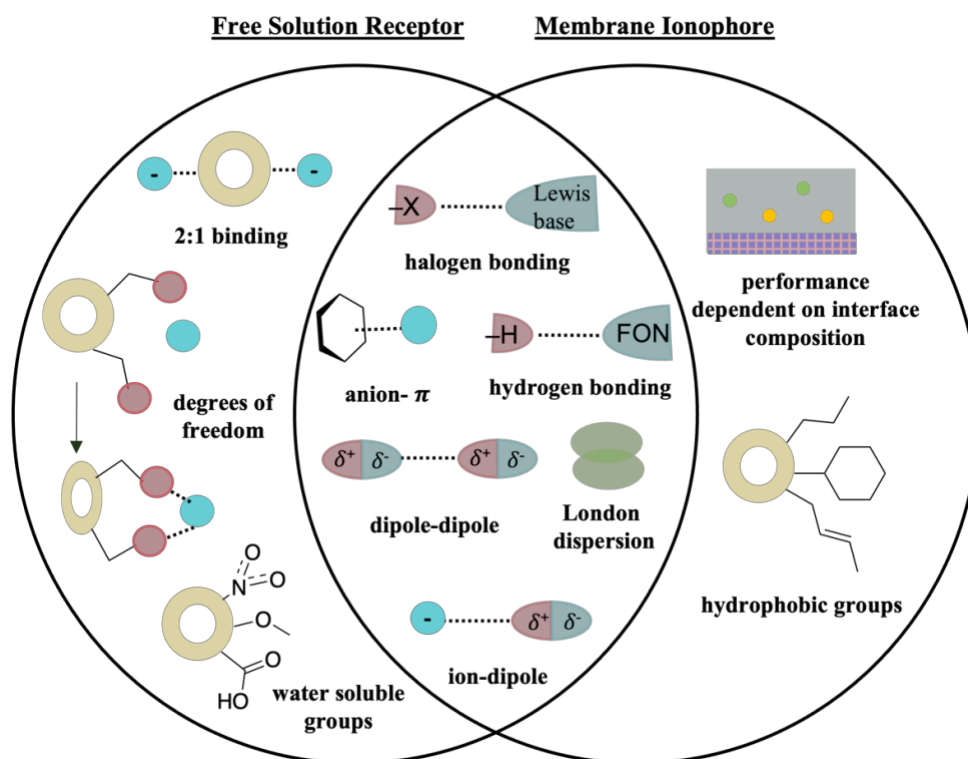 Free Solution Receptor
Membrane Ionophore
-
-
2:1 binding
–X
Lewis
base
halogen bonding
performance
dependent on interface
composition
–H
FON
anion- π
hydrogen bonding
degrees of
freedom
δ+ δ-
δ+ δ-
dipole-dipole
London
dispersion
hydrophobic groups
N
O
O
O
O
HO
water soluble
groups
-
δ+ δ-
ion-dipole